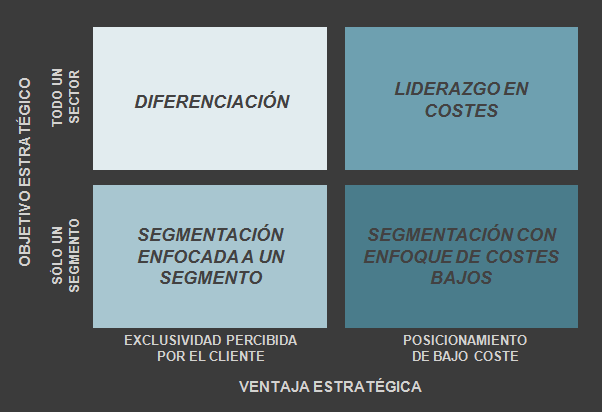 OBJETIVO ESTRATÉGICO
TODO UN
SECTOR
DIFERENCIACIÓN
LIDERAZGO EN
COSTES
SÓLO UN
SEGMENTO
SEGMENTACIÓN
ENFOCADA A UN
SEGMENTO
SEGMENTACIÓN CON
ENFOQUE DE COSTES
BAJOS
EXCLUSIVIDAD PERCIBIDA
POR EL CLIENTE
POSICIONAMIENTO
DE BAJO COSTE
VENTAJA ESTRATÉGICA